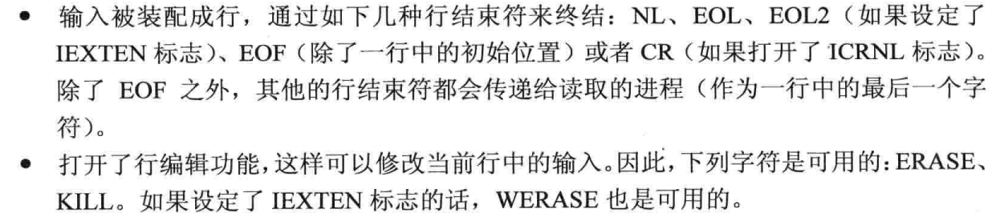 ● 输入被装配成行，通过如下几种行结束符来终结：NL、EOL、EOL2（如果设定了
IEXTEN 标志）、EOF（除了一行中的初始位置）或者 CR（如果打开了 ICRNL 标志）。
除了 EOF 之外，其他的行结束符都会传递给读取的进程（作为一行中的最后一个字
符）。
● 打开了行编辑功能，这样可以修改当前行中的输入。因此，下列字符是可用的：ERASE、
KILL。如果设定了 IEXTEN 标志的话，WERASE 也是可用的。